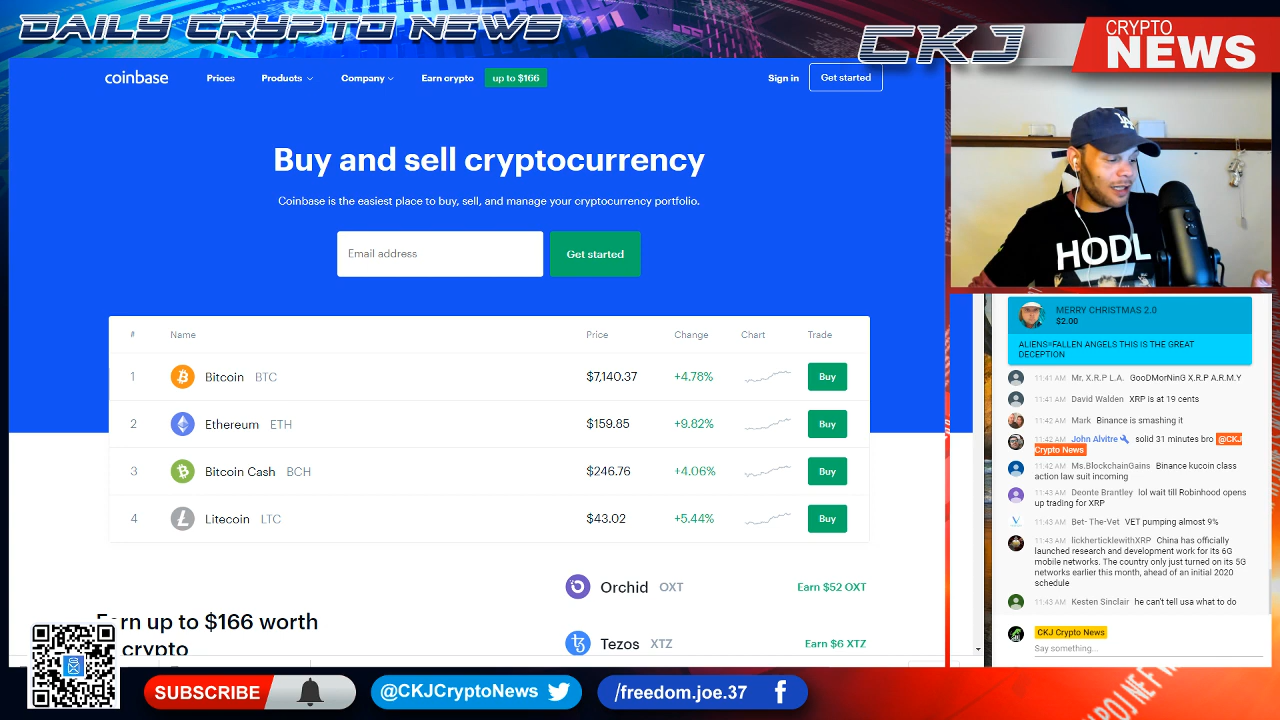 DAILY CRYPTO NEWS
CKJ
CRYPTO
NEWS
coinbase
Prices
Products
Company
Earn crypto
up to $166
Sign in
Get started
Buy and sell cryptocurrency
Coinbase is the easiest place to buy, sell, and manage your cryptocurrency portfolio.
Email address
Get started
# Name Price Change Chart Trade
1 Bitcoin BTC $7,140.37 +4.78% Buy
2 Ethereum ETH $159.85 +9.82% Buy
3 Bitcoin Cash BCH $246.76 +4.06% Buy
4 Litecoin LTC $43.02 +5.44% Buy
Orchid OXT Earn $52 OXT
Tezos XTZ Earn $6 XTZ
rn up to $166 worth
crypto
LA
HODL
MERRY CHRISTMAS 2.0
$2.00
ALIENS=FALLEN ANGELS THIS IS THE GREAT
DECEPTION
11:41 AM Mr. X.R.P L.A. GooDMorNinG X.R.P A.R.M.Y
11:41 AM David Walden XRP is at 19 cents
11:42 AM Mark Binance is smashing it
11:42 AM John Alvitre solid 31 minutes bro @CKJ
Crypto News
11:42 AM Ms.BlockchainGains Binance kucoin class
action law suit incoming
11:43 AM Deonte Brantley lol wait till Robinhood opens
up trading for XRP
11:43 AM Bet- The-Vet VET pumping almost 9%
11:43 AM lickherticklewithXRP China has officially
launched research and development work for its 6G
mobile networks. The country only just turned on its 5G
networks earlier this month, ahead of an initial 2020
schedule
11:43 AM Kesten Sinclair he can't tell usa what to do
CKJ Crypto News
Say something...
SUBSCRIBE
@CKJCryptoNews
/freedom.joe.37